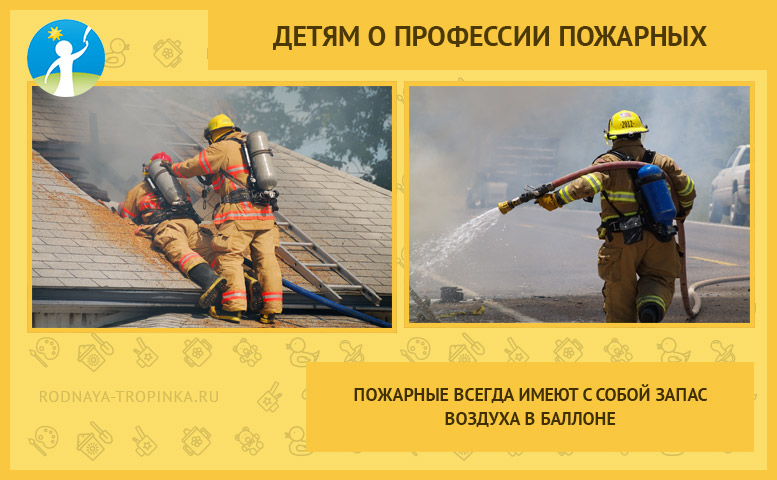 ДЕТЯМ О ПРОФЕССИИ ПОЖАРНЫХ
RODNAYA-TROPINKA.RU
ПОЖАРНЫЕ ВСЕГДА ИМЕЮТ С СОБОЙ ЗАПАС
ВОЗДУХА В БАЛЛОНЕ